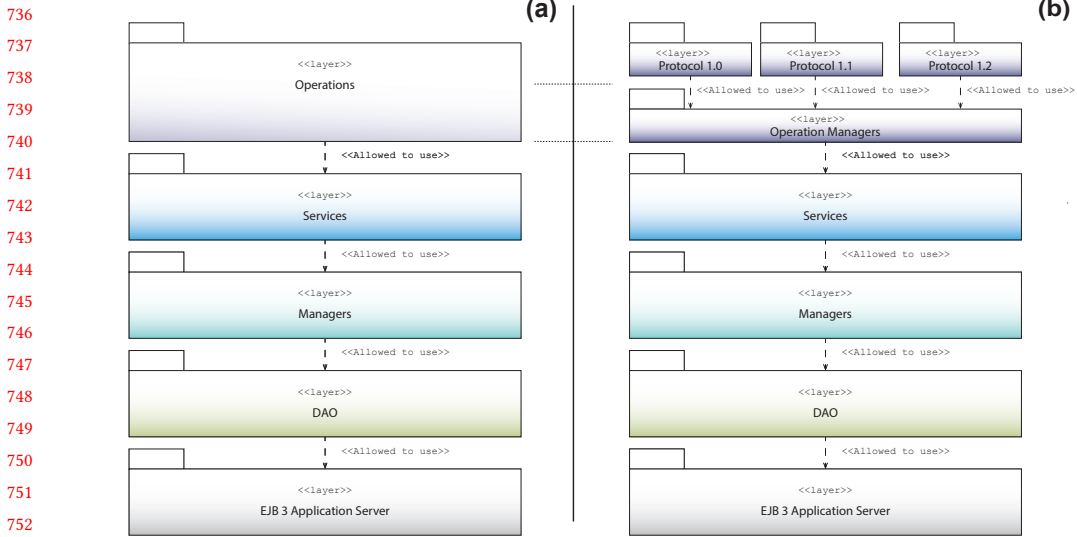 (a)
(b)
736
737
738
739
740
741
742
743
744
745
746
747
748
749
750
751
752
<<layer>>
Operations
<<Allowed to use>>
<<layer>>
Services
<<Allowed to use>>
<<layer>>
Managers
<<Allowed to use>>
<<layer>>
DAO
<<Allowed to use>>
<<layer>>
EJB 3 Application Server
<<layer>>
Protocol 1.0
<<layer>>
Protocol 1.1
<<layer>>
Protocol 1.2
<<Allowed to use>>
<<Allowed to use>>
<<Allowed to use>>
<<layer>>
Operation Managers
<<Allowed to use>>
<<layer>>
Services
<<Allowed to use>>
<<layer>>
Managers
<<Allowed to use>>
<<layer>>
DAO
<<Allowed to use>>
<<layer>>
EJB 3 Application Server